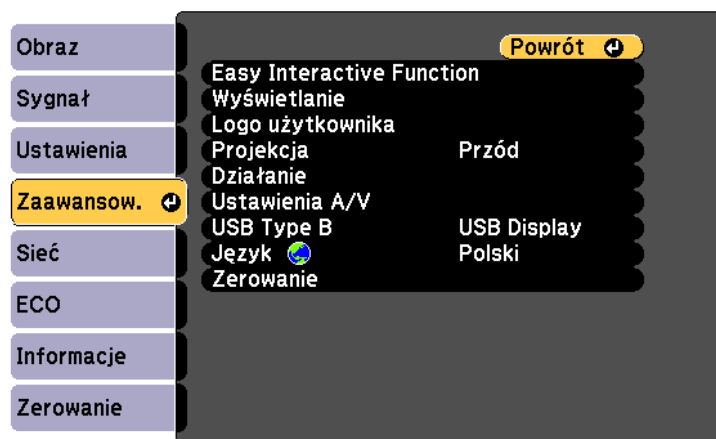 Obraz
Sygnał
Ustawienia
Zaawansow.
Sieć
ECO
Informacje
Zerowanie
Powrót
Easy Interactive Function
Wyświetlanie
Logo użytkownika
Projekcja Przód
Działanie
Ustawienia A/V
USB Type B USB Display
Język Polski
Zerowanie